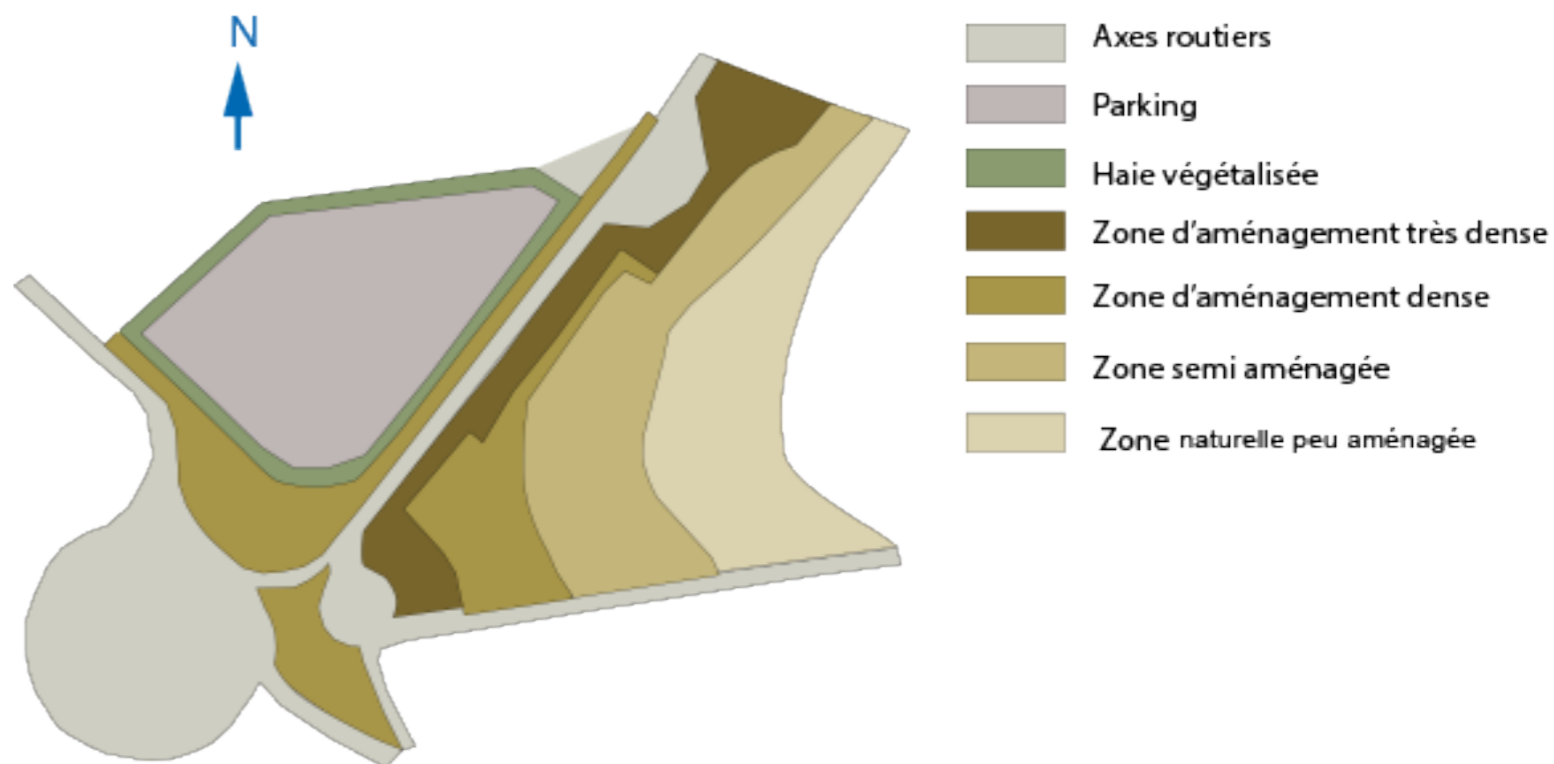 N
Axes routiers
Parking
Haie végétalisée
Zone d'aménagement très dense
Zone d'aménagement dense
Zone semi aménagée
Zone naturelle peu aménagée